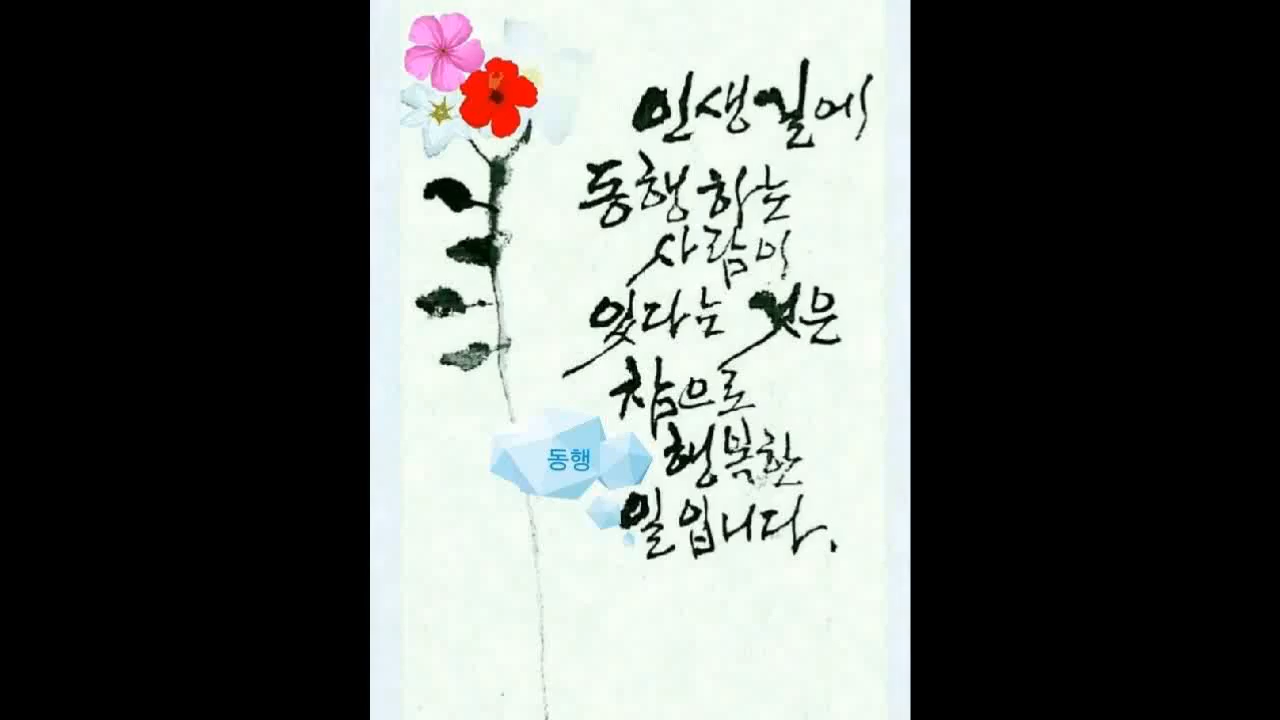 인생길에
동행하는
사람이
있다는 것은
참으로
행복한
일입니다.
동행